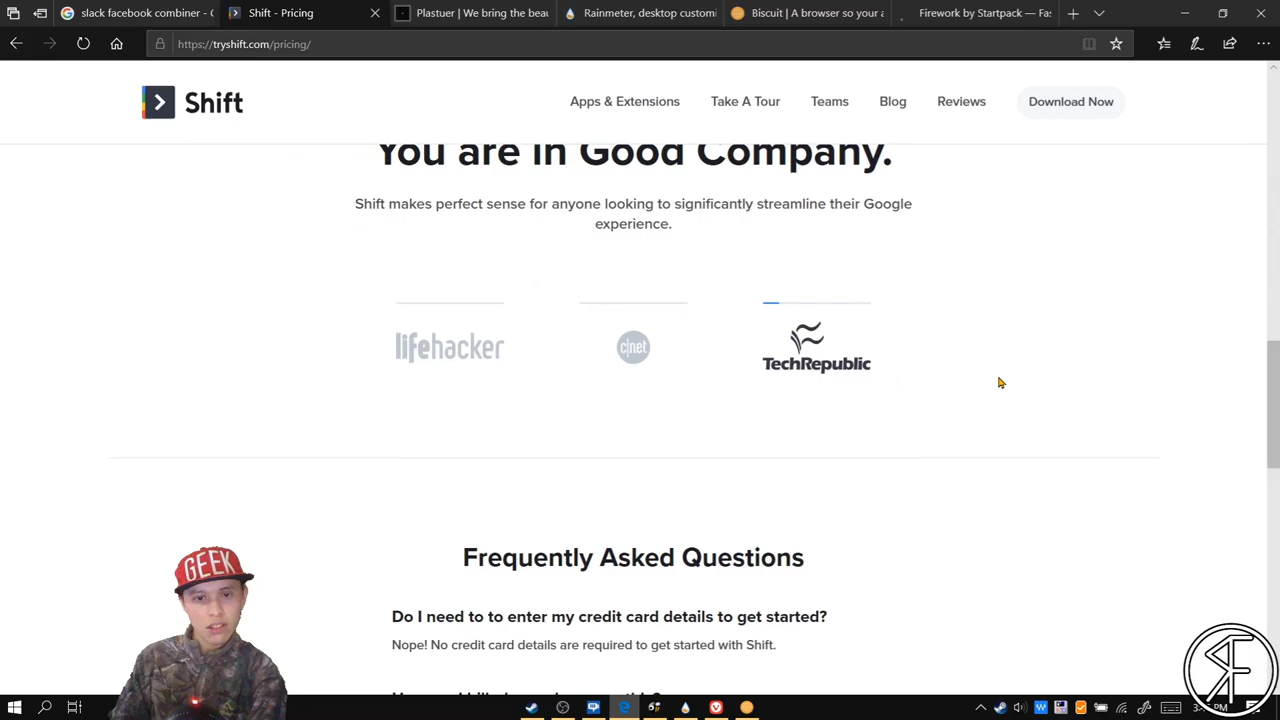 slack facebook combiner - G
Shift - Pricing
Plastuer | We bring the beau
Rainmeter, desktop customi
Biscuit | A browser so your a
Firework by Startpack — Fas
https://tryshift.com/pricing/
Shift
Apps & Extensions
Take A Tour
Teams
Blog
Reviews
Download Now
You are in Good Company.
Shift makes perfect sense for anyone looking to significantly streamline their Google
experience.
lifehacker
c|net
TechRepublic
Frequently Asked Questions
Do I need to to enter my credit card details to get started?
Nope! No credit card details are required to get started with Shift.
GEEK